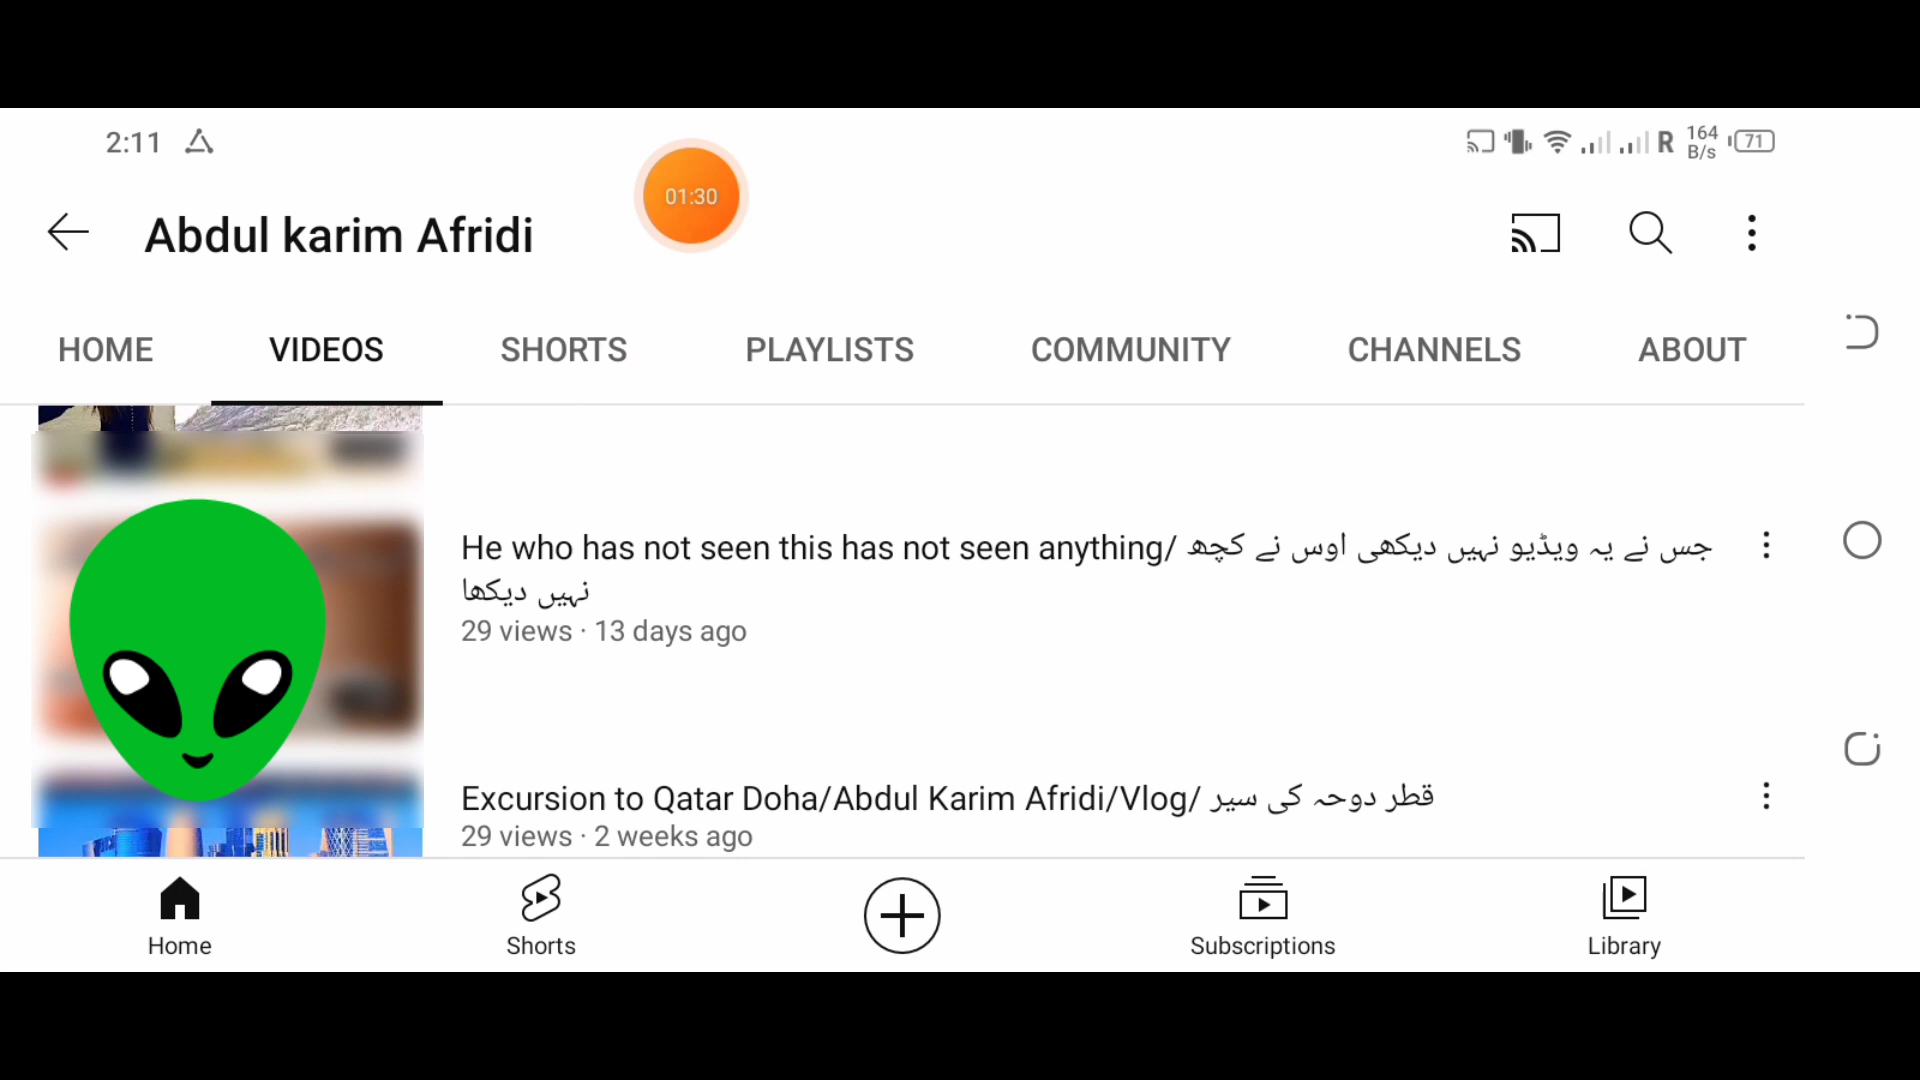 2:11
164
B/s
71
01:30
Abdul karim Afridi
R
HOME
VIDEOS
SHORTS
PLAYLISTS
COMMUNITY
CHANNELS
ABOUT
He who has not seen this has not seen anything/ جس نے یہ ویڈیو نہیں دیکھی اوس نے کچھ
نہیں دیکھا
29 views · 13 days ago
Excursion to Qatar Doha/Abdul Karim Afridi/Vlog/ قطر دوحہ کی سیر
29 views · 2 weeks ago
Home
Shorts
Subscriptions
Library